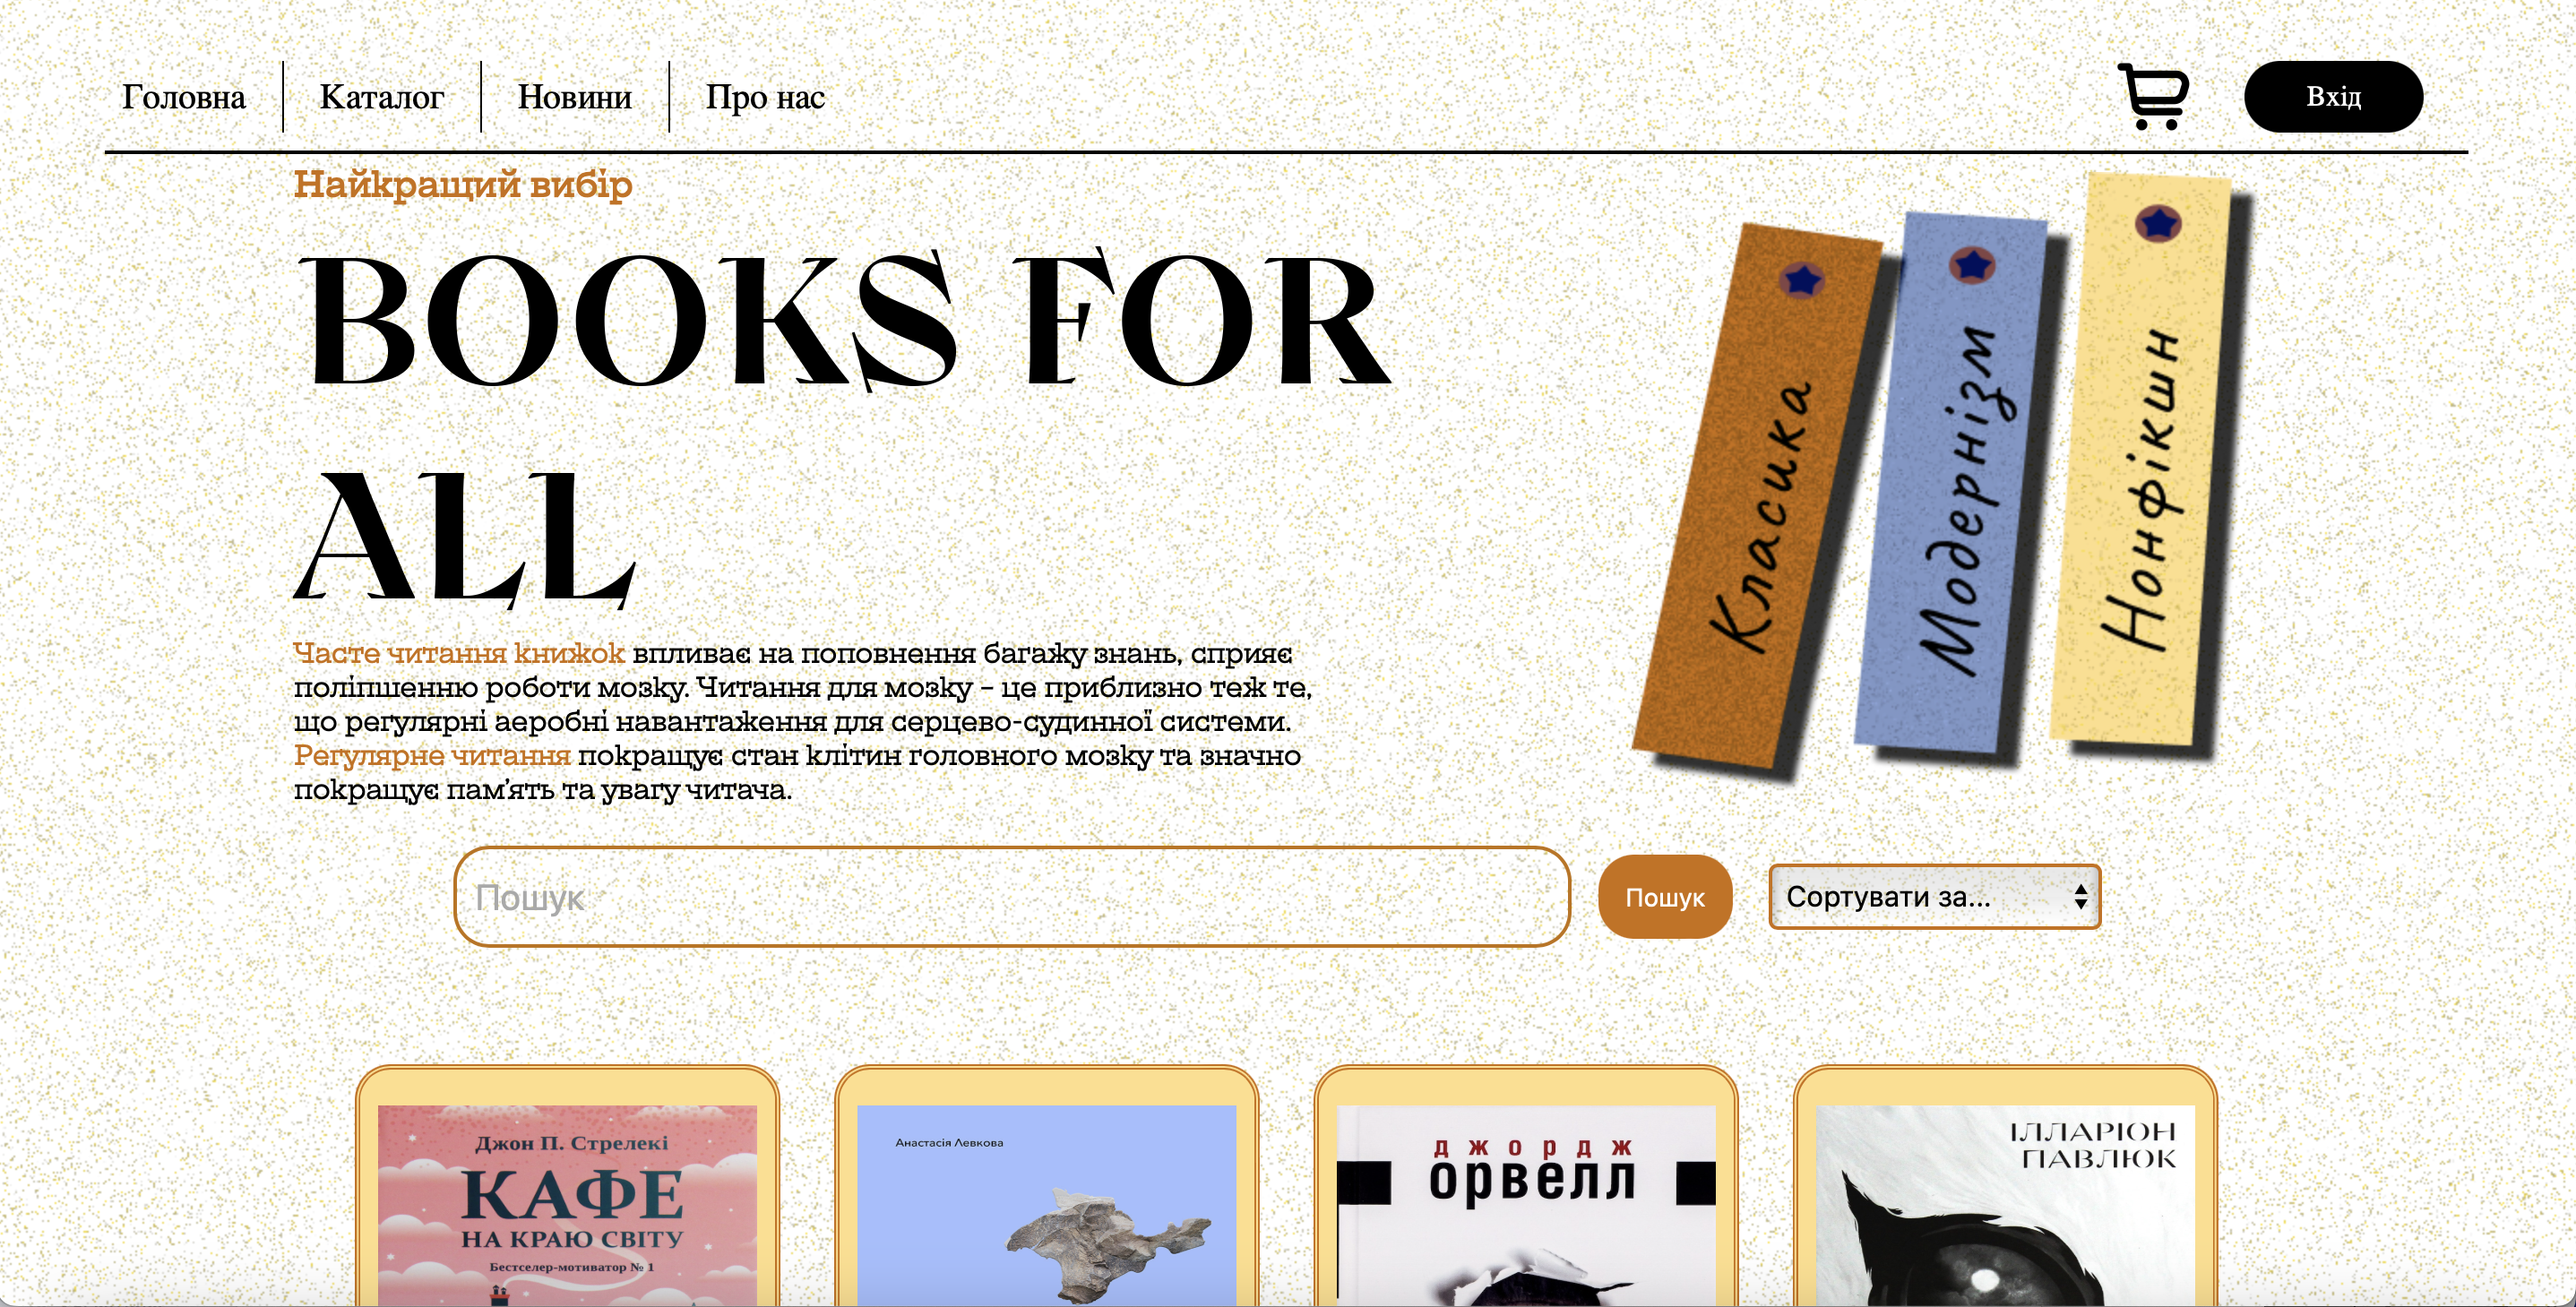 Головна
Каталог
Новини
Про нас
Вхід
Найкращий вибір
BOOKS FOR
ALL
Часте читання книжок впливає на поповнення багажу знань, сприяє
поліпшенню роботи мозку. Читання для мозку – це приблизно теж те,
що регулярні аеробні навантаження для серцево-судинної системи.
Регулярне читання покращує стан клітин головного мозку та значно
покращує пам'ять та увагу читача.
Класика
Модернізм
Нонфікшн
Пошук
Пошук
Сортувати за...
Джон П. Стрелекі
КАФЕ
НА КРАЮ СВІТУ
Бестселер-мотиватор № 1
Анастасія Левкова
джордж
орвелл
ІЛЛАРІОН
ПАВЛЮК